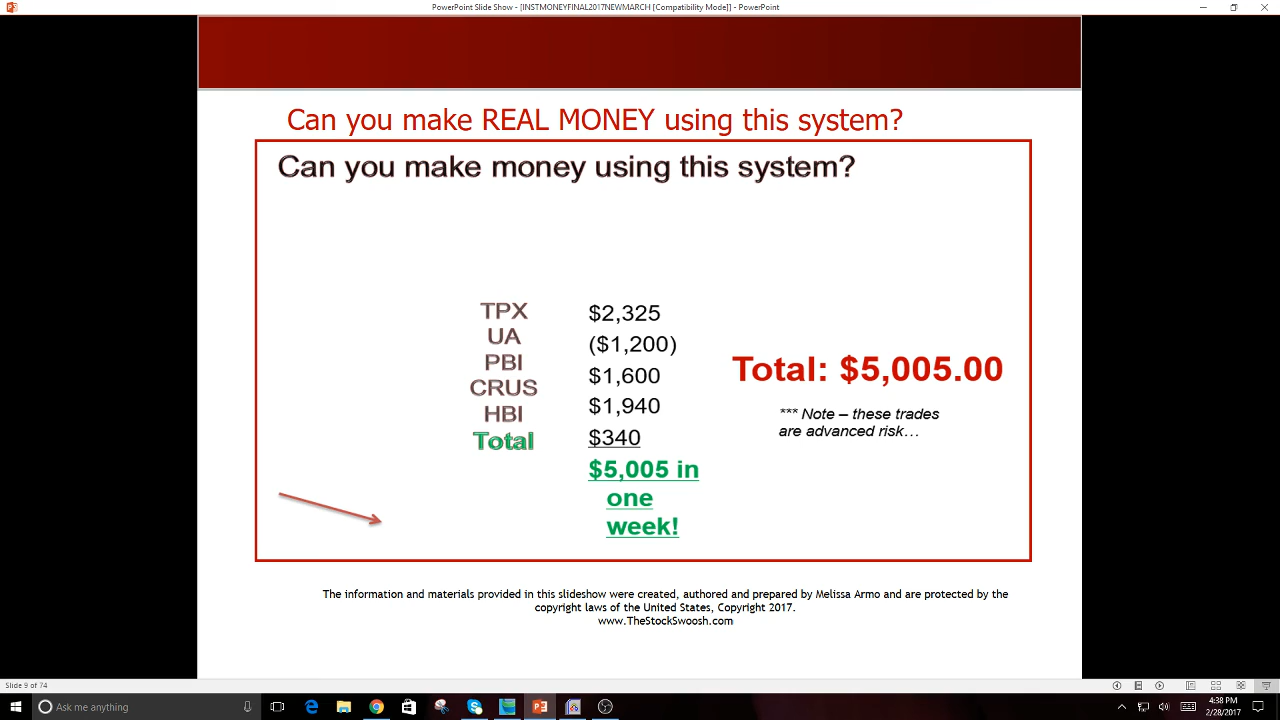 PowerPoint Slide Show - [INSTMONEYFINAL2017NEWMARCH [Compatibility Mode]] - PowerPoint
Can you make REAL MONEY using this system?
Can you make money using this system?
TPX $2,325
UA ($1,200)
PBI $1,600
CRUS $1,940
HBI $340
Total $5,005 in
one
week!
Total: $5,005.00
*** Note – these trades
are advanced risk…
The information and materials provided in this slideshow were created, authored and prepared by Melissa Armo and are protected by the
copyright laws of the United States, Copyright 2017.
www.TheStockSwoosh.com
Slide 9 of 74
Ask me anything
4:38 PM
2/28/2017